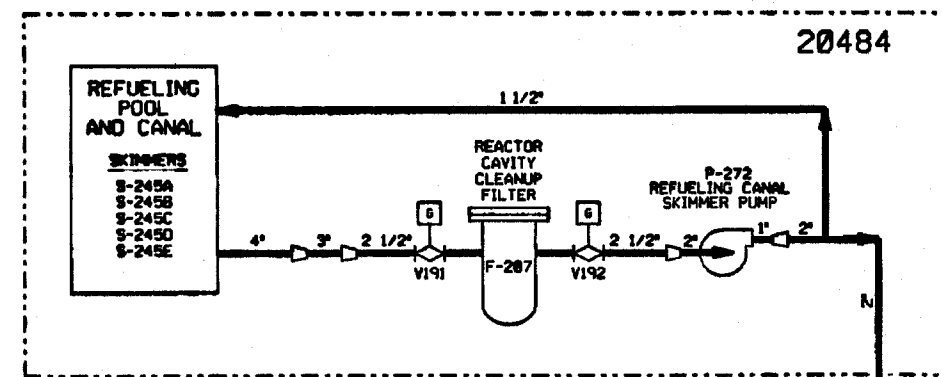 20484
REFUELING
POOL
AND CANAL
SKIMMERS
S-245A
S-245B
S-245C
S-245D
S-245E
1 1/2"
REACTOR
CAVITY
CLEANUP
FILTER
P-272
REFUELING CANAL
SKIMMER PUMP
G
G
4"
3"
2 1/2"
V191
F-207
V192
2 1/2"
2"
1"
2"
2"